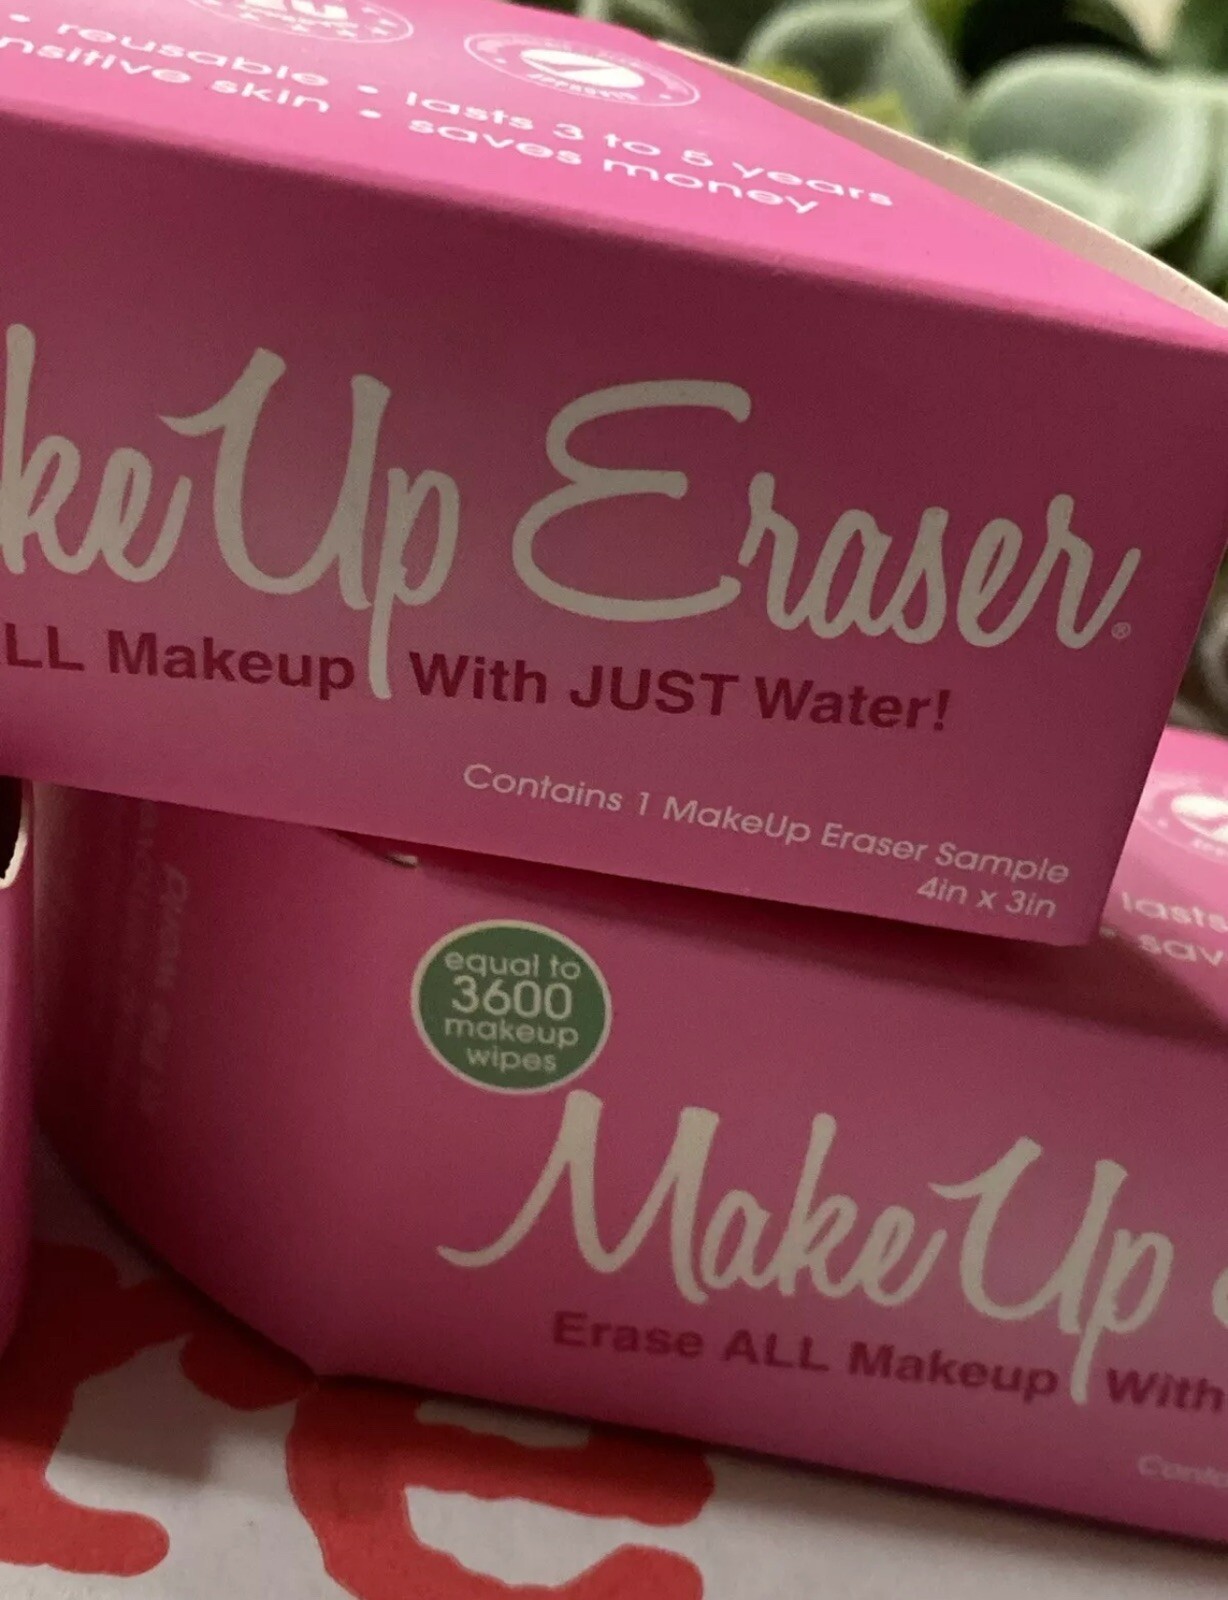 • reusable • lasts 3 to 5 years
nsitive skin • saves money
keUp Eraser®
LL Makeup With JUST Water!
Contains 1 MakeUp Eraser Sample
4in x 3in
lasts
• sav
equal to
3600
makeup
wipes
MakeUp
Erase ALL Makeup With